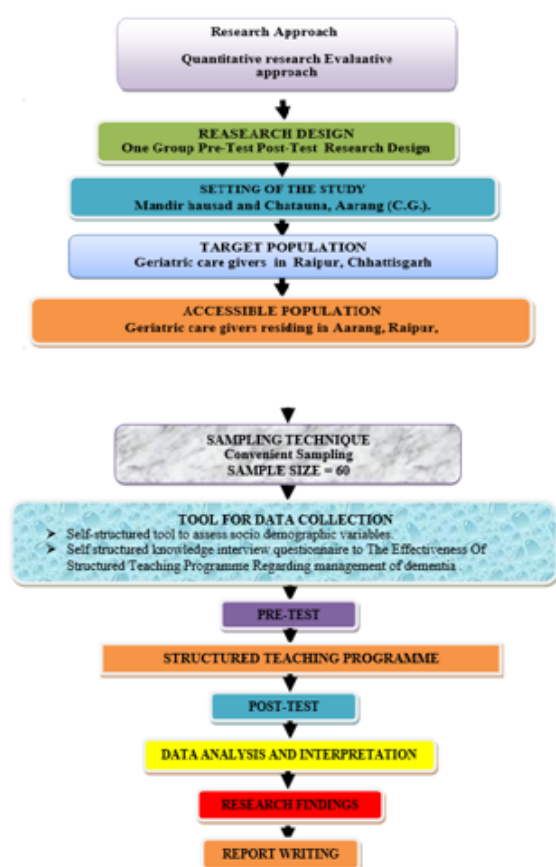 Research Approach
Quantitative research Evaluative
approach
REASEARCH DESIGN
One Group Pre-Test Post-Test Research Design
SETTING OF THE STUDY
Mandir hausad and Chatauna, Aarang (C.G.).
TARGET POPULATION
Geriatric care givers in Raipur, Chhattisgarh
ACCESSIBLE POPULATION
Geriatric care givers residing in Aarang, Raipur,
SAMPLING TECHNIQUE
Convenient Sampling
SAMPLE SIZE = 60
TOOL FOR DATA COLLECTION
➤ Self-structured tool to assess socio demographic variables.
➤ Self structured knowledge interview questionnaire to The Effectiveness Of
Structured Teaching Programme Regarding management of dementia
PRE-TEST
STRUCTURED TEACHING PROGRAMME
POST-TEST
DATA ANALYSIS AND INTERPRETATION
RESEARCH FINDINGS
REPORT WRITING